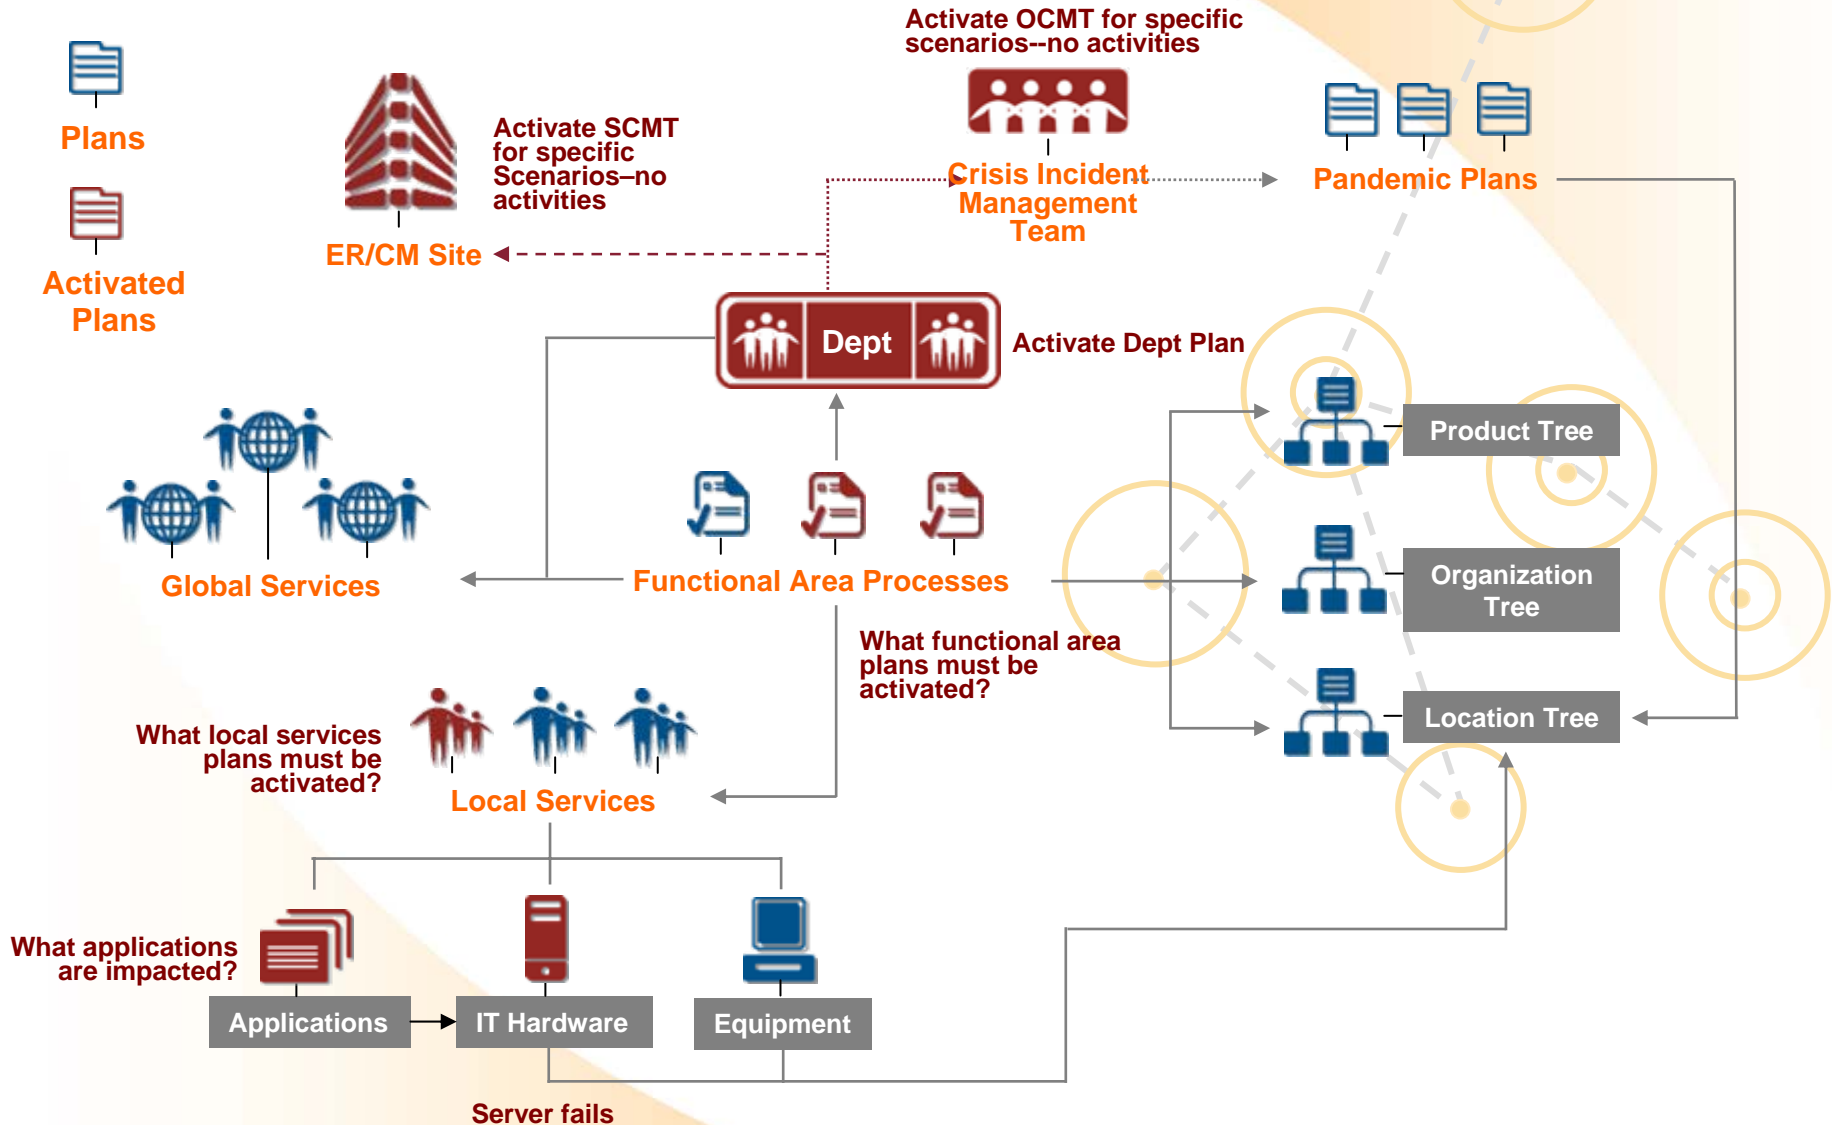 Activate OCMT for specific
scenarios--no activities
Plans
Activate SCMT
for specific
Scenarios–no
activities
Crisis Incident
Management
Team
Pandemic Plans
ER/CM Site
Activated
Plans
Dept
Activate Dept Plan
Product Tree
Global Services
Functional Area Processes
Organization
Tree
What functional area
plans must be
activated?
What local services
plans must be
activated?
Location Tree
Local Services
What applications
are impacted?
Applications
IT Hardware
Equipment
Server fails